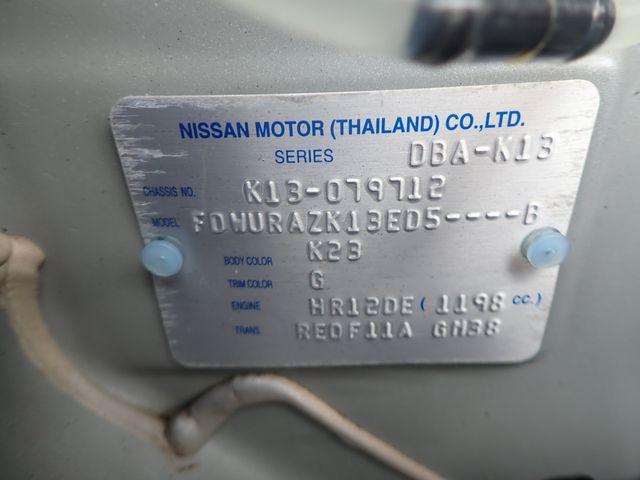 NISSAN MOTOR (THAILAND) CO.,LTD.
SERIES DBA-K13
CHASSIS NO. K13-079712
MODEL FDWURAZK13ED5----B
BODY COLOR K23
TRIM COLOR G
ENGINE HR12DE ( 1198 CC.)
TRANS. RE0F11A GM38